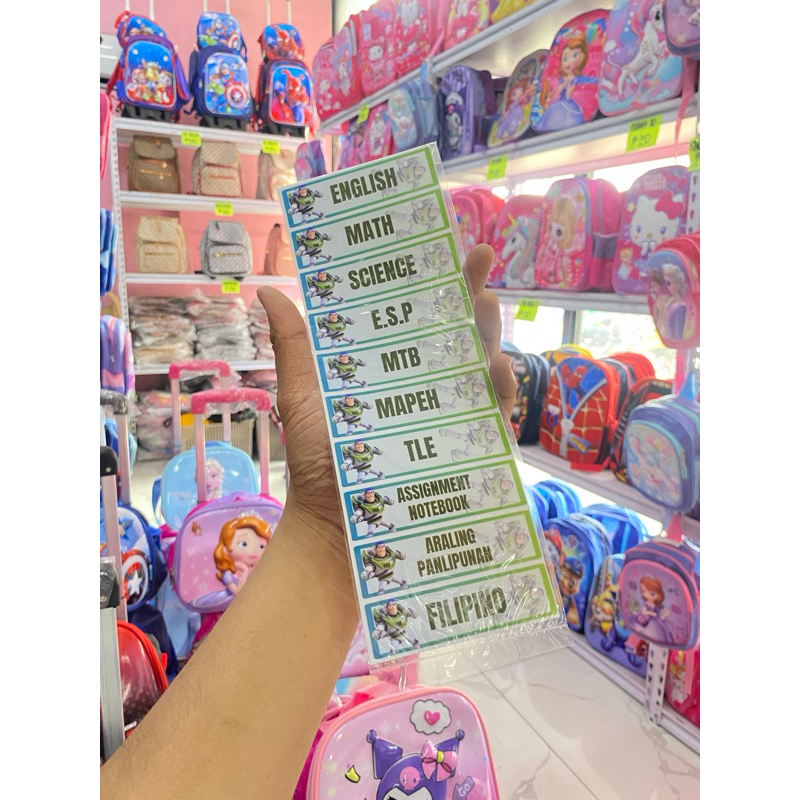 ENGLISH
MATH
SCIENCE
E.S.P
MTB
MAPEH
TLE
ASSIGNMENT
NOTEBOOK
ARALING
PANLIPUNAN
FILIPINO